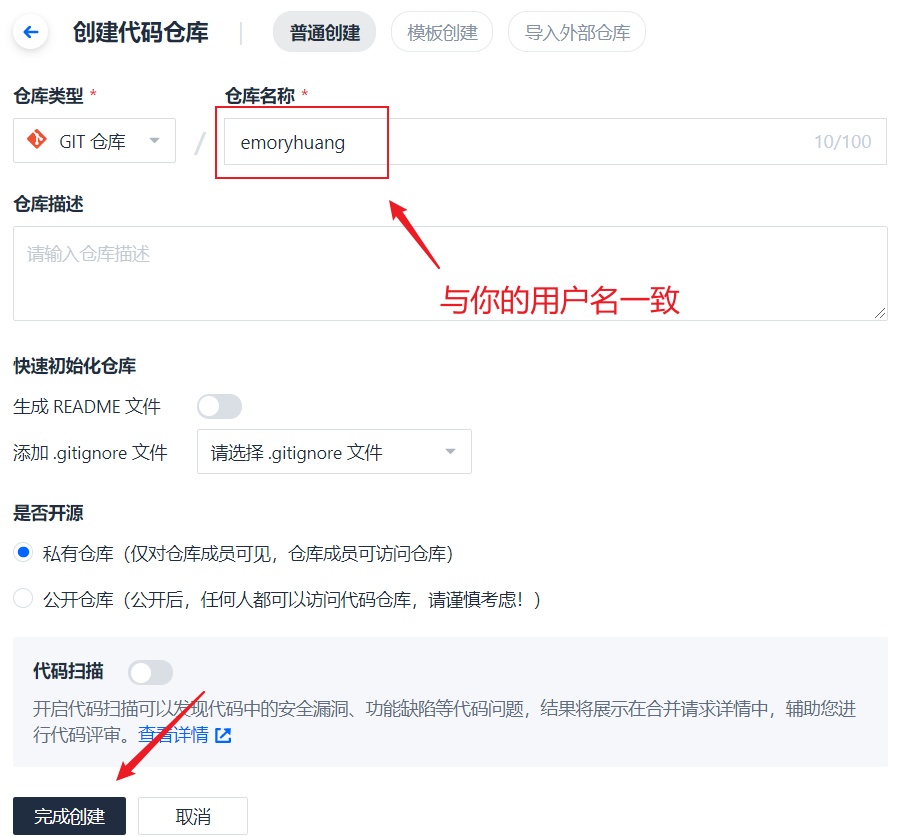 创建代码仓库 普通创建 模板创建 导入外部仓库
仓库类型 * 仓库名称 *
GIT 仓库 / emoryhuang 10/100
仓库描述
请输入仓库描述
与你的用户名一致
快速初始化仓库
生成 README 文件
添加 .gitignore 文件 请选择 .gitignore 文件
是否开源
私有仓库（仅对仓库成员可见，仓库成员可访问仓库）
公开仓库（公开后，任何人都可以访问代码仓库，请谨慎考虑！）
代码扫描
开启代码扫描可以发现代码中的安全漏洞、功能缺陷等代码问题，结果将展示在合并请求详情中，辅助您进
行代码评审。查看详情
完成创建 取消